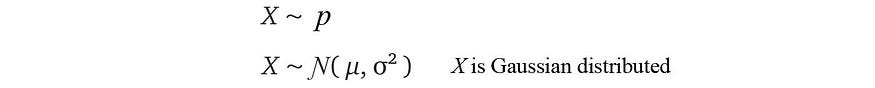 X ~ p
X ~ 𝒩( μ, σ² ) X is Gaussian distributed